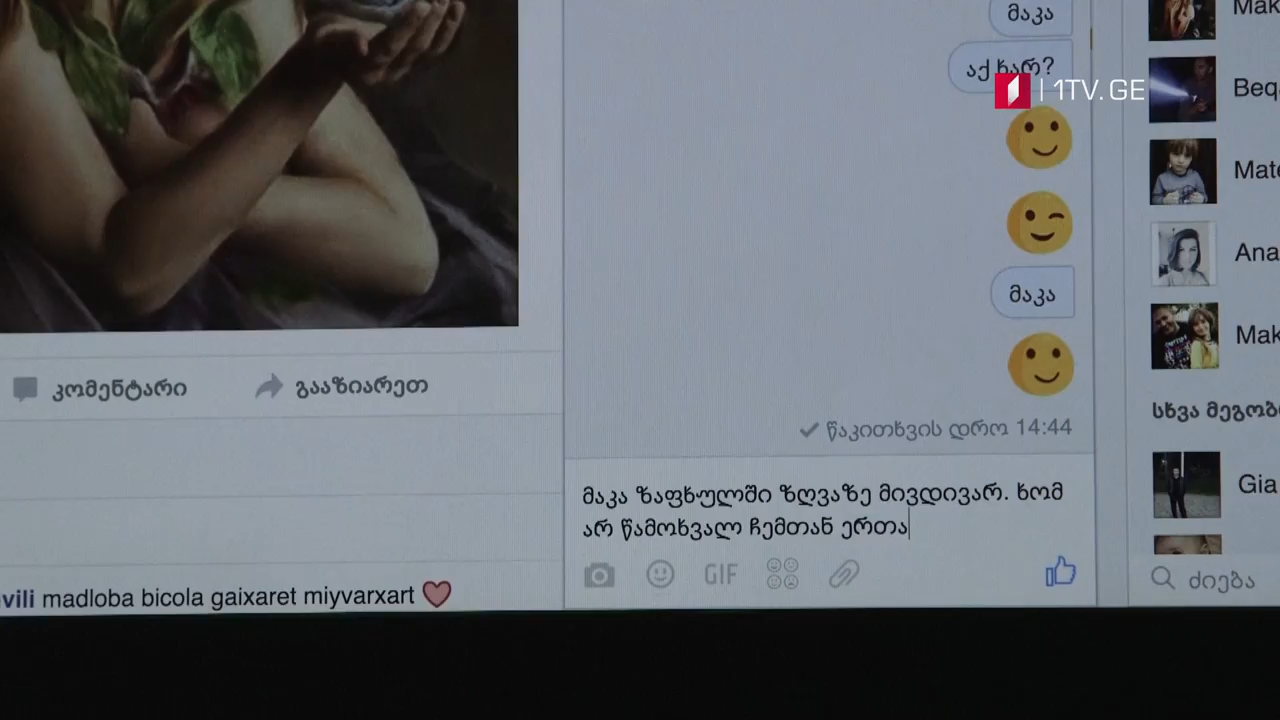 მაკა
აქ ხარ?
1TV.GE
მაკა
წაკითხვის დრო 14:44
მაკა ზაფხულში ზღვაზე მივდივარ. ხომ
არ წამოხვალ ჩემთან ერთა
GIF
კომენტარი
გააზიარეთ
vili madloba bicola gaixaret miyvarxart
Mak
Beq
Mate
Ana
Mak
სხვა მეგობ
Gia
ძიება